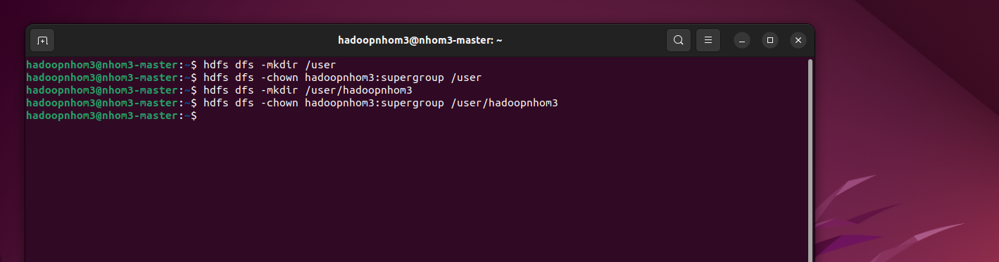 hadoopnhom3@nhom3-master: ~
hadoopnhom3@nhom3-master:~$ hdfs dfs -mkdir /user
hadoopnhom3@nhom3-master:~$ hdfs dfs -chown hadoopnhom3:supergroup /user
hadoopnhom3@nhom3-master:~$ hdfs dfs -mkdir /user/hadoopnhom3
hadoopnhom3@nhom3-master:~$ hdfs dfs -chown hadoopnhom3:supergroup /user/hadoopnhom3
hadoopnhom3@nhom3-master:~$